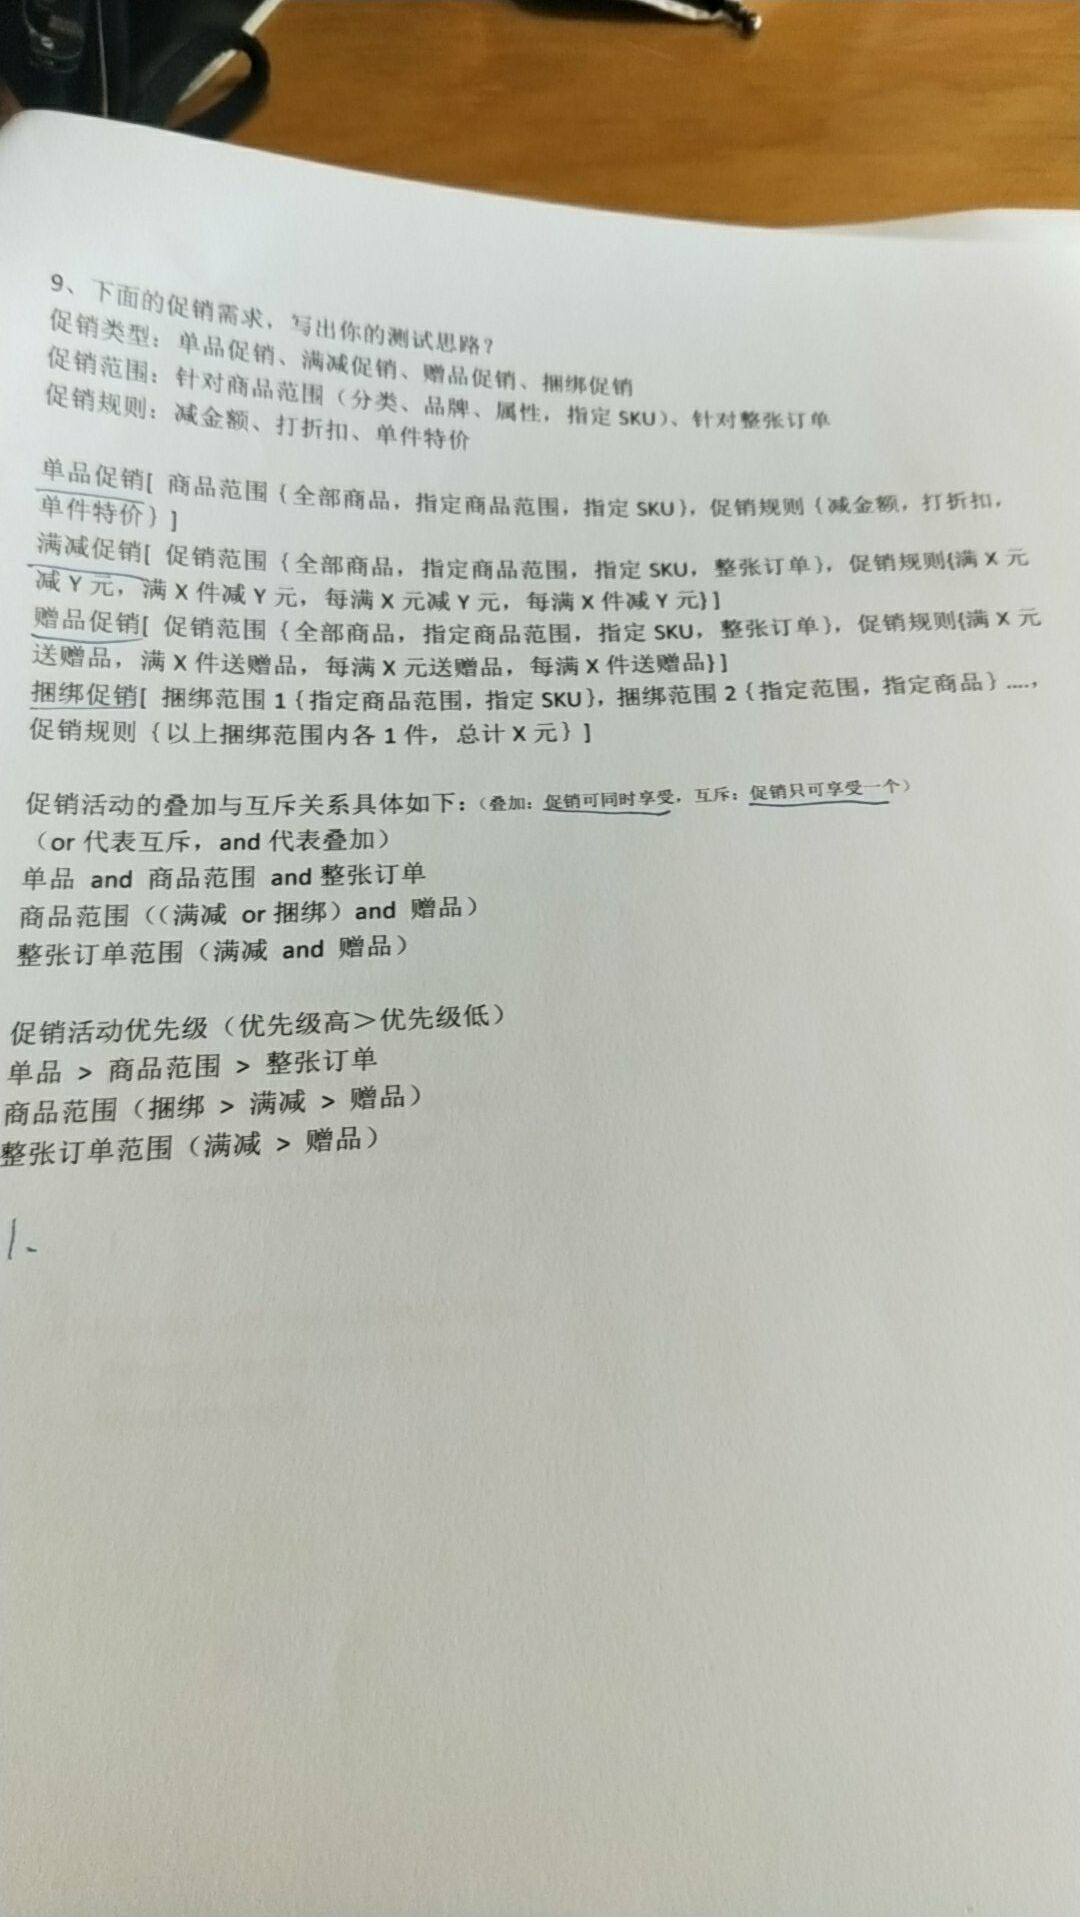 9、下面的促销需求，写出你的测试思路？
促销类型：单品促销、满减促销、赠品促销、捆绑促销
促销范围：针对商品范围（分类、品牌、属性，指定 SKU）、针对整张订单
促销规则：减金额、打折扣、单件特价
单品促销[ 商品范围｛全部商品，指定商品范围，指定 SKU｝，促销规则｛减金额，打折扣，
单件特价｝]
满减促销[ 促销范围｛全部商品，指定商品范围，指定 SKU，整张订单｝，促销规则{满 X 元
减 Y 元，满 X 件减 Y 元，每满 X 元减 Y 元，每满 X 件减 Y 元}]
赠品促销[ 促销范围｛全部商品，指定商品范围，指定 SKU，整张订单｝，促销规则{满 X 元
送赠品，满 X 件送赠品，每满 X 元送赠品，每满 X 件送赠品}]
捆绑促销[ 捆绑范围 1｛指定商品范围，指定 SKU｝，捆绑范围 2｛指定范围，指定商品｝....，
促销规则｛以上捆绑范围内各 1 件，总计 X 元｝]
促销活动的叠加与互斥关系具体如下：（叠加：促销可同时享受，互斥：促销只可享受一个）
（or 代表互斥，and 代表叠加）
单品 and 商品范围 and 整张订单
商品范围（（满减 or 捆绑）and 赠品）
整张订单范围（满减 and 赠品）
促销活动优先级（优先级高＞优先级低）
单品 > 商品范围 > 整张订单
商品范围（捆绑 > 满减 > 赠品）
整张订单范围（满减 > 赠品）
1.